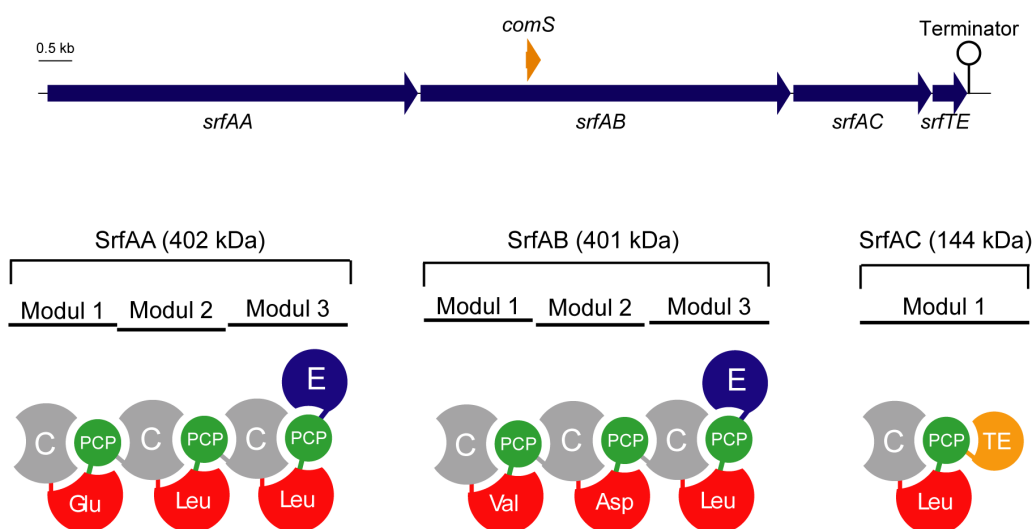 comS
Terminator
0.5 kb
srfAA
srfAB
srfAC
srfTE
SrfAA (402 kDa)
SrfAB (401 kDa)
SrfAC (144 kDa)
Modul 1
Modul 2
Modul 3
Modul 1
Modul 2
Modul 3
Modul 1
E
E
C
PCP
C
PCP
C
PCP
C
PCP
C
PCP
C
PCP
C
PCP
TE
Glu
Leu
Leu
Val
Asp
Leu
Leu